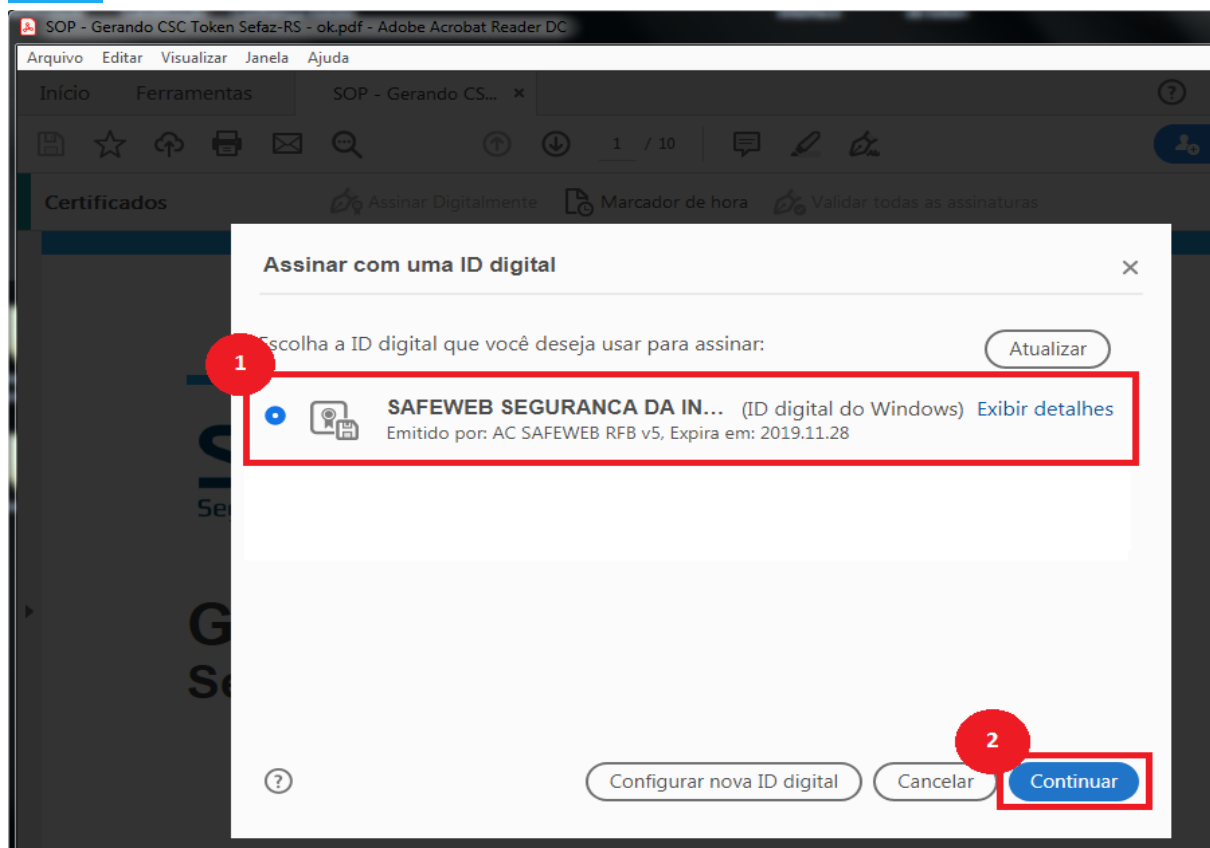 SOP - Gerando CSC Token Sefaz-RS - ok.pdf - Adobe Acrobat Reader DC
Arquivo Editar Visualizar Janela Ajuda
Início Ferramentas SOP - Gerando CS... ×
1 / 10
Certificados Assinar Digitalmente Marcador de hora Validar todas as assinaturas
Assinar com uma ID digital
Escolha a ID digital que você deseja usar para assinar:
Atualizar
1
SAFEWEB SEGURANCA DA IN... (ID digital do Windows) Exibir detalhes
Emitido por: AC SAFEWEB RFB v5, Expira em: 2019.11.28
2
Configurar nova ID digital Cancelar Continuar